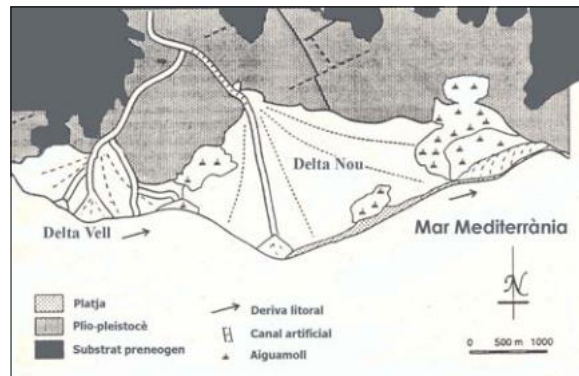 Delta Nou
Delta Vell
Mar Mediterrània
Platja
Plio-pleistocè
Substrat preneogen
Deriva litoral
Canal artificial
Aiguamoll
N
0 500 m 1000